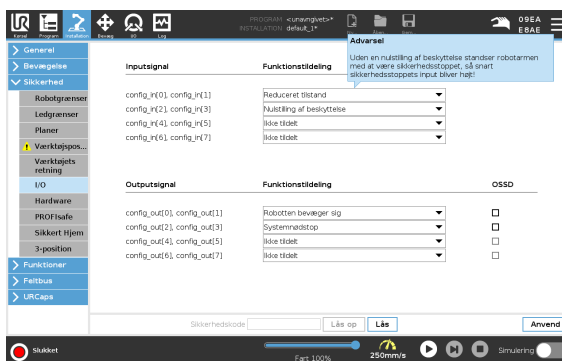 PROGRAM <unavngivet>*
INSTALLATION default_1*
09EA
E8AE
Kørsel Program Installation Bevæg I/O Log
Advarsel
Uden en nulstilling af beskyttelse standser robotarmen
med at være sikkerhedsstoppet, så snart
sikkerhedsstoppets input bliver højt!
Generel
Bevægelse
Sikkerhed
Robotgrænser
Ledgrænser
Planer
Værktøjspos...
Værktøjets
retning
I/O
Hardware
PROFIsafe
Sikkert Hjem
3-position
Funktioner
Feltbus
URCaps
Inputsignal Funktionstildeling
config_in[0], config_in[1] Reduceret tilstand
config_in[2], config_in[3] Nulstilling af beskyttelse
config_in[4], config_in[5] Ikke tildelt
config_in[6], config_in[7] Ikke tildelt
Outputsignal Funktionstildeling OSSD
config_out[0], config_out[1] Robotten bevæger sig
config_out[2], config_out[3] Systemnødstop
config_out[4], config_out[5] Ikke tildelt
config_out[6], config_out[7] Ikke tildelt
Sikkerhedskode Lås op Lås Anvend
Slukket Fart 100% 250mm/s Simulering